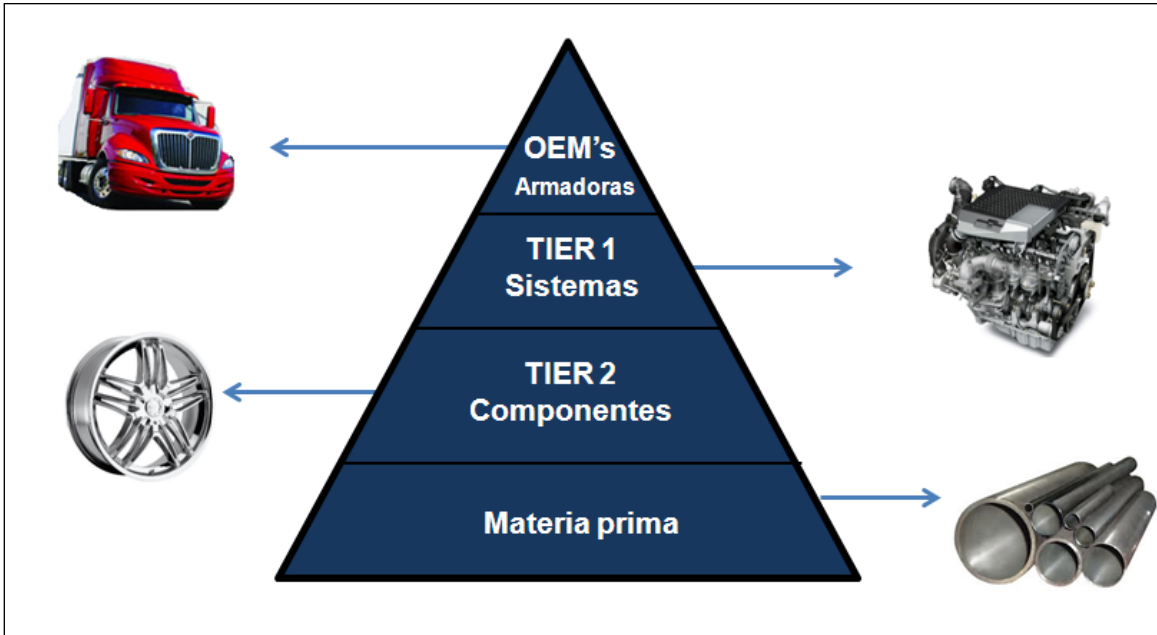 OEM's
Armadoras
TIER 1
Sistemas
TIER 2
Componentes
Materia prima